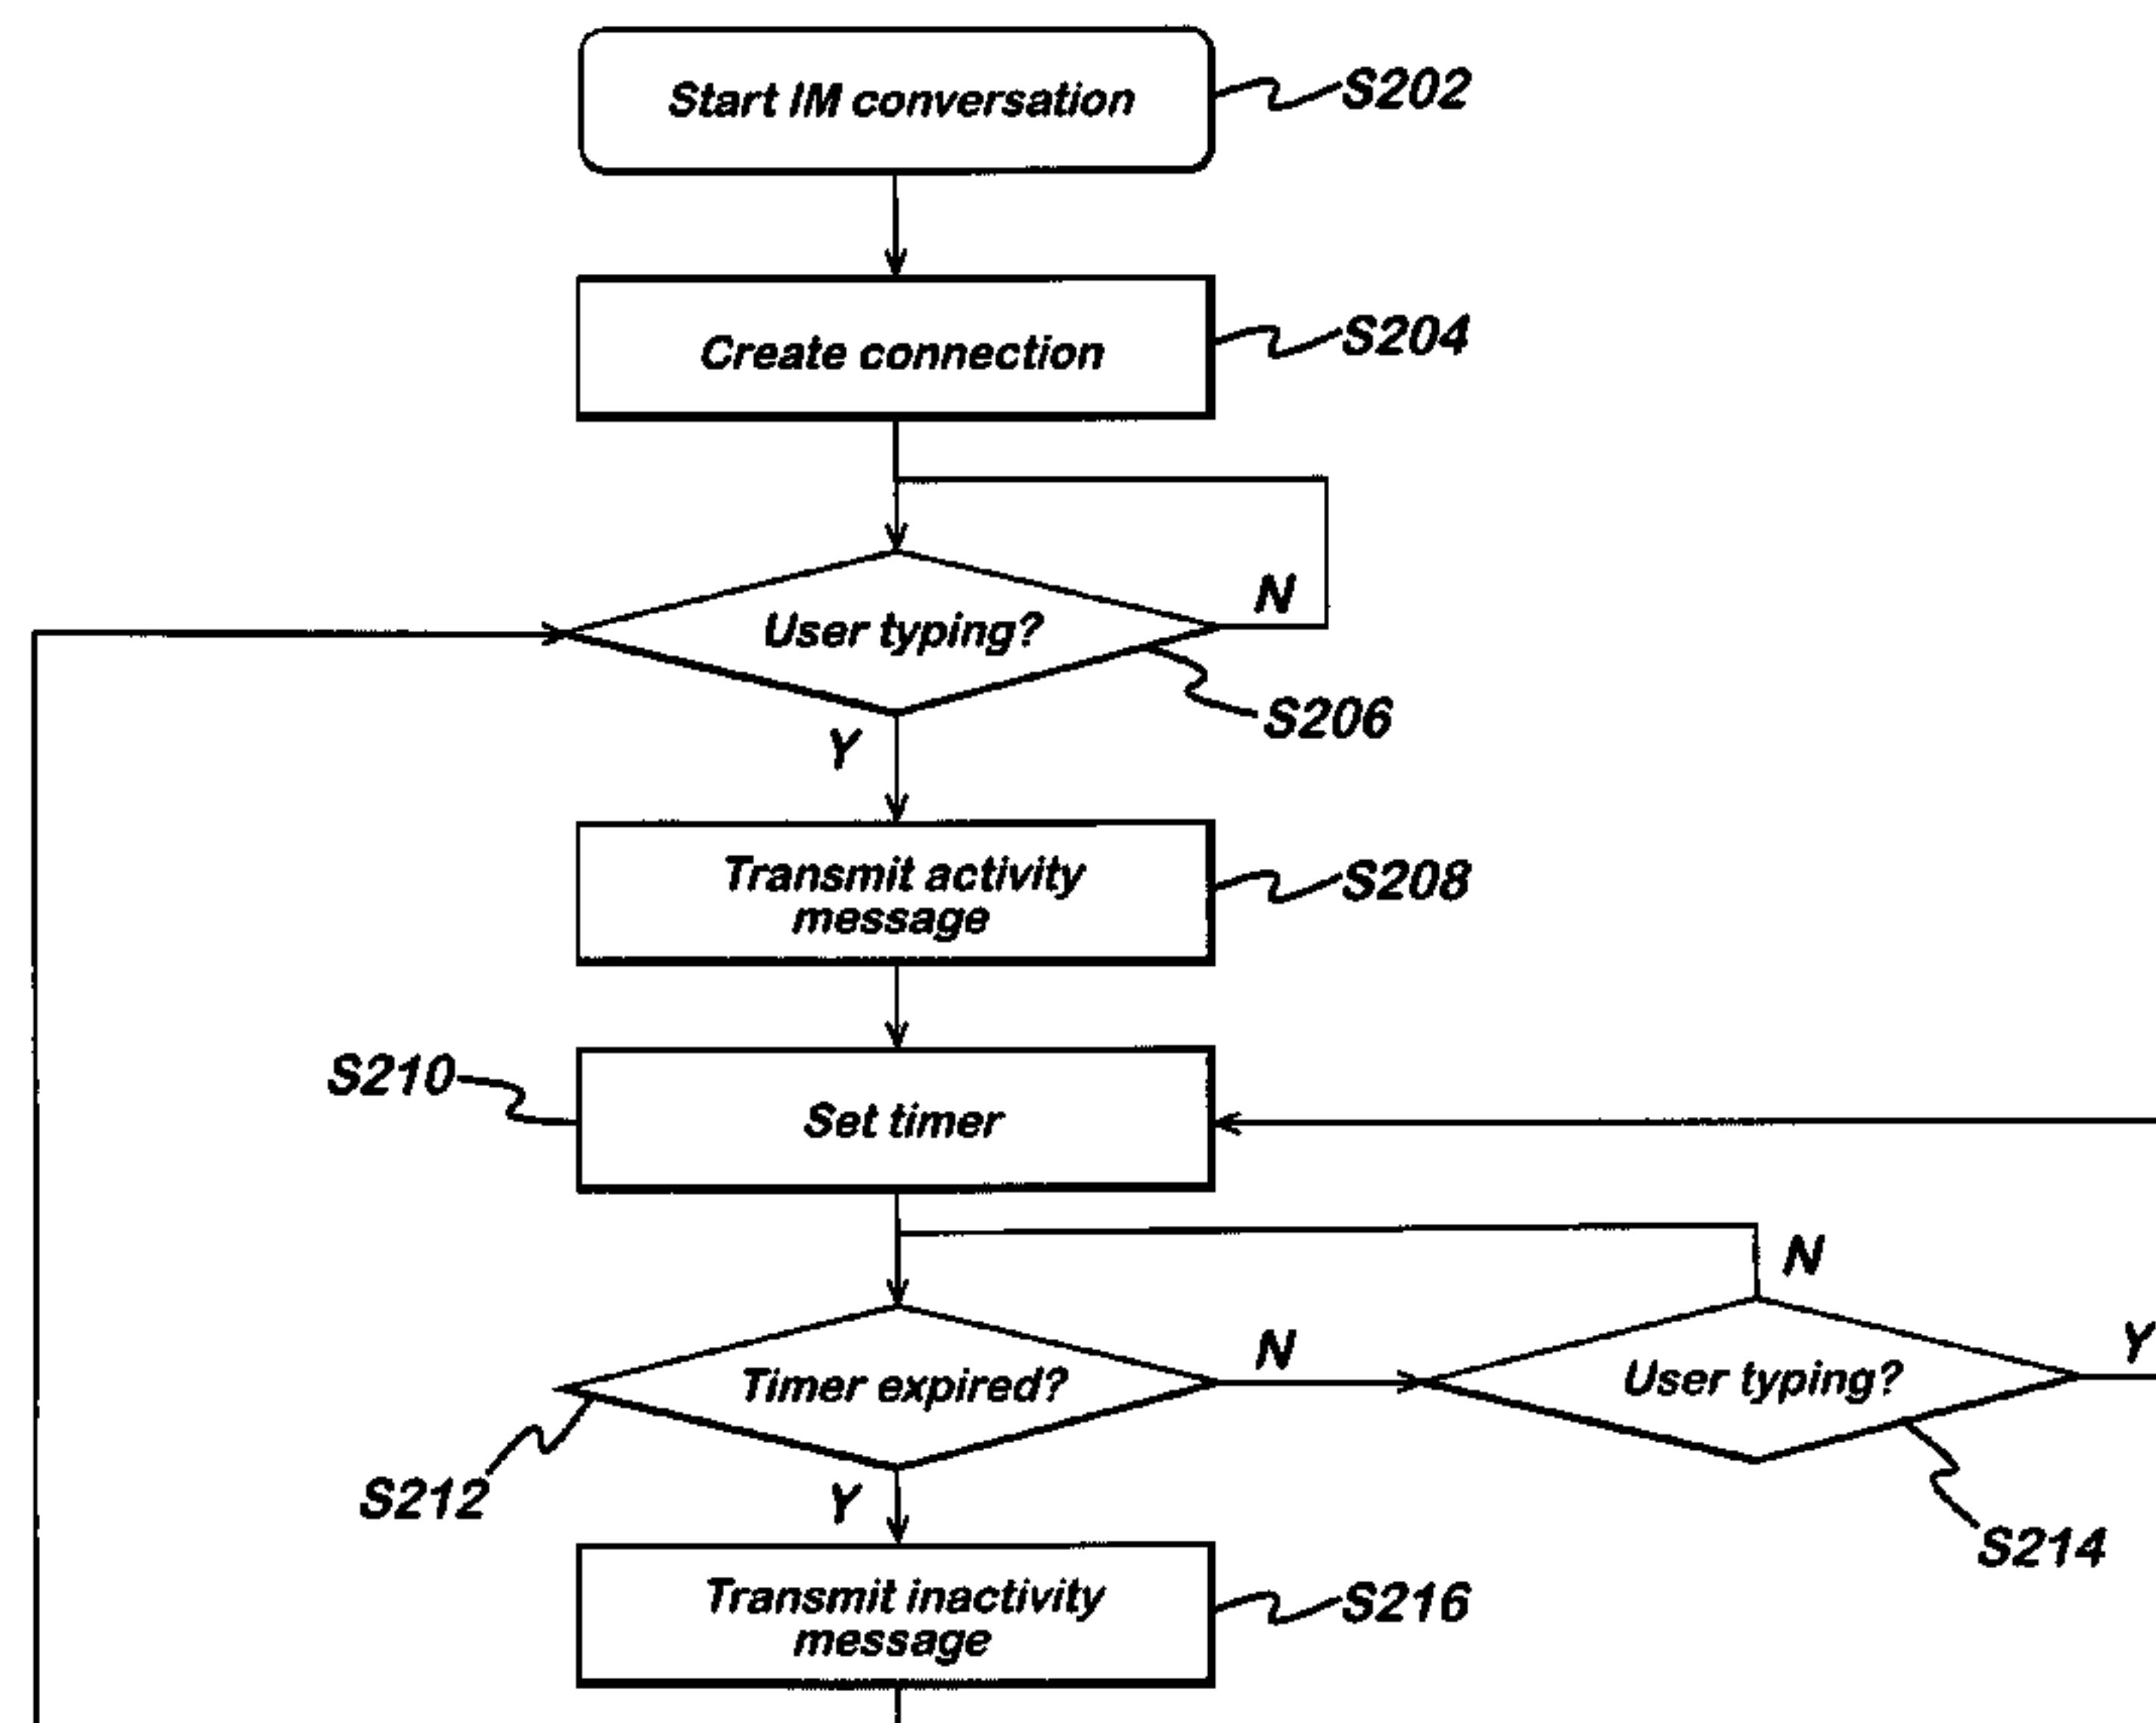 Start IM conversation
S202
Create connection
S204
N
User typing?
S206
Y
Transmit activity
message
S208
S210
Set timer
N
Timer expired?
N
User typing?
Y
S212
Y
S214
Transmit inactivity
message
S216